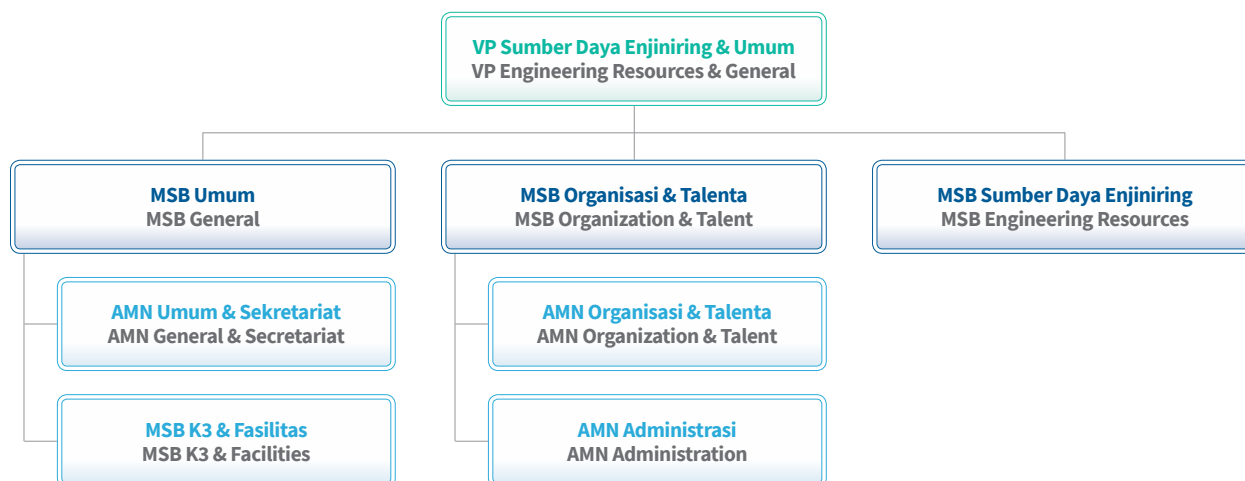 VP Sumber Daya Enjiniring & Umum
VP Engineering Resources & General
MSB Umum
MSB General
MSB Organisasi & Talenta
MSB Organization & Talent
MSB Sumber Daya Enjiniring
MSB Engineering Resources
AMN Umum & Sekretariat
AMN General & Secretariat
AMN Organisasi & Talenta
AMN Organization & Talent
MSB K3 & Fasilitas
MSB K3 & Facilities
AMN Administrasi
AMN Administration